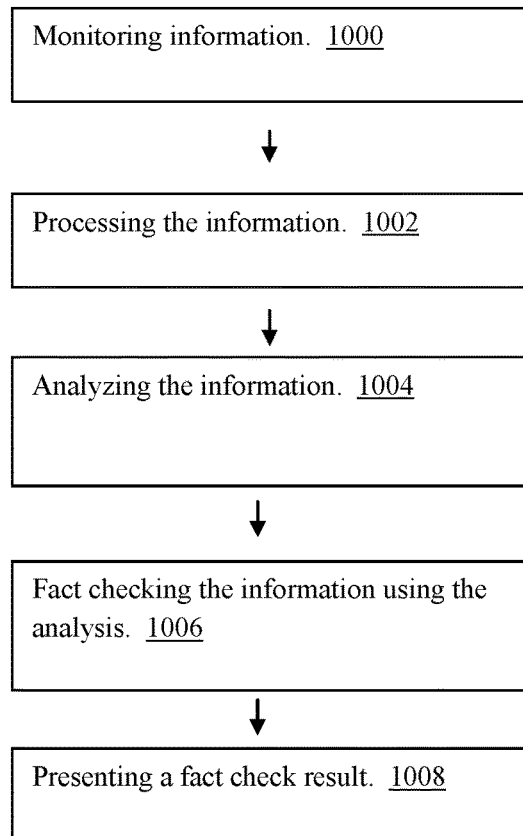 Monitoring information. 1000
Processing the information. 1002
Analyzing the information. 1004
Fact checking the information using the
analysis. 1006
Presenting a fact check result. 1008